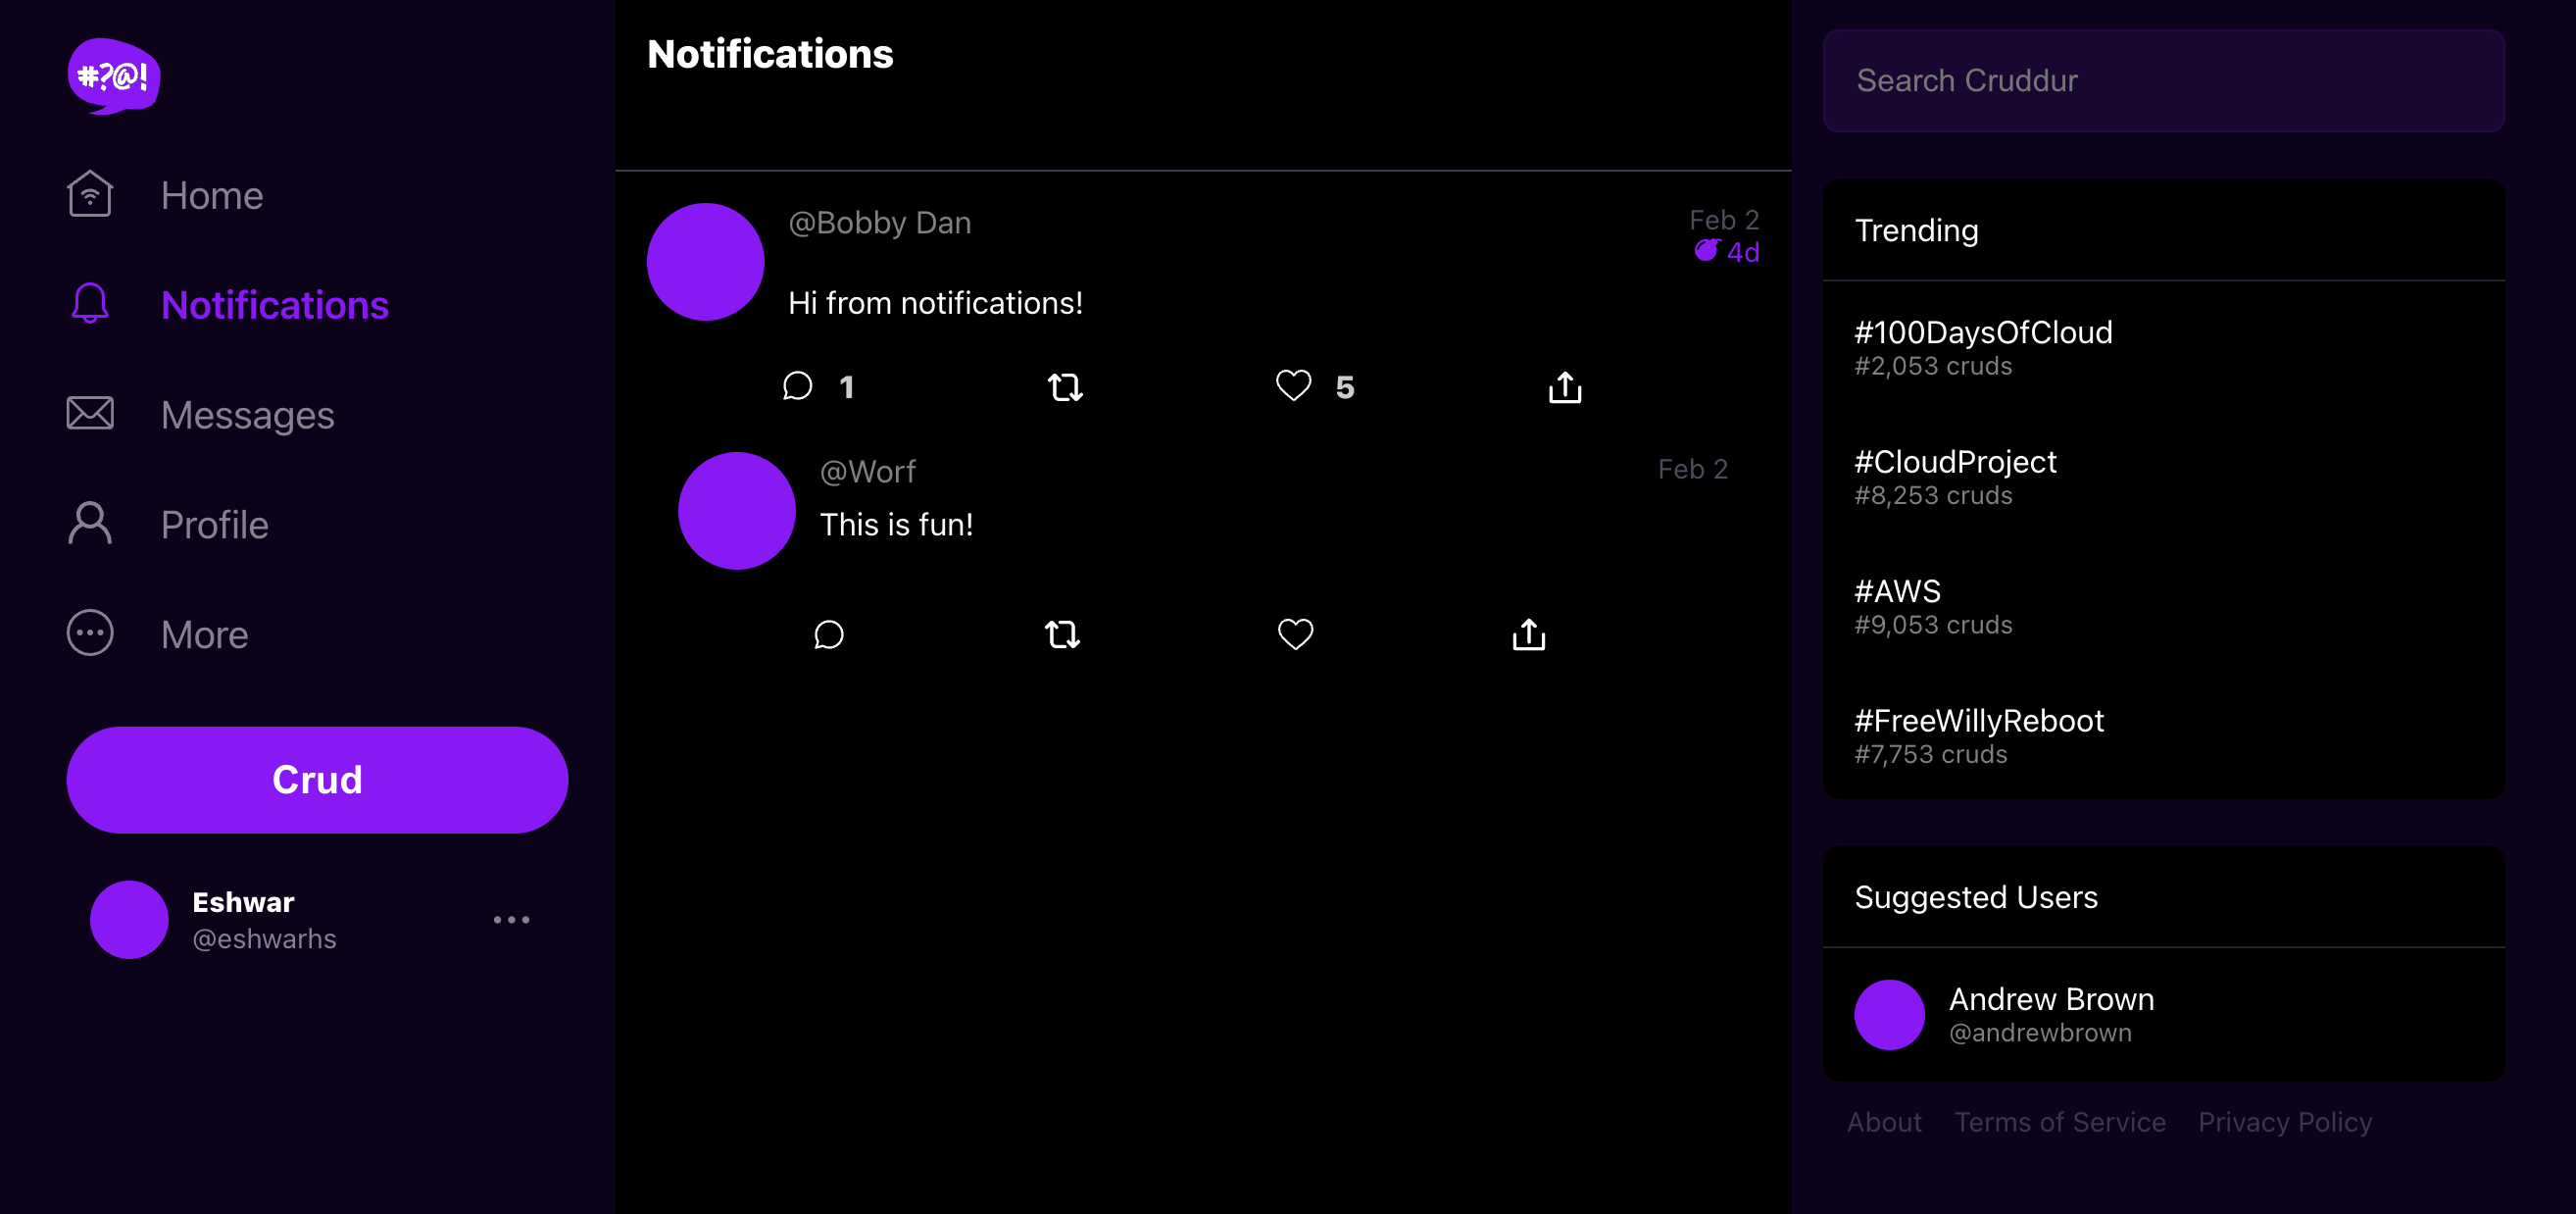 #?@!
Home
Notifications
Messages
Profile
More
Crud
Eshwar
@eshwarhs
Notifications
@Bobby Dan
Feb 2
4d
Hi from notifications!
1
5
@Worf
Feb 2
This is fun!
Search Cruddur
Trending
#100DaysOfCloud
#2,053 cruds
#CloudProject
#8,253 cruds
#AWS
#9,053 cruds
#FreeWillyReboot
#7,753 cruds
Suggested Users
Andrew Brown
@andrewbrown
About Terms of Service Privacy Policy